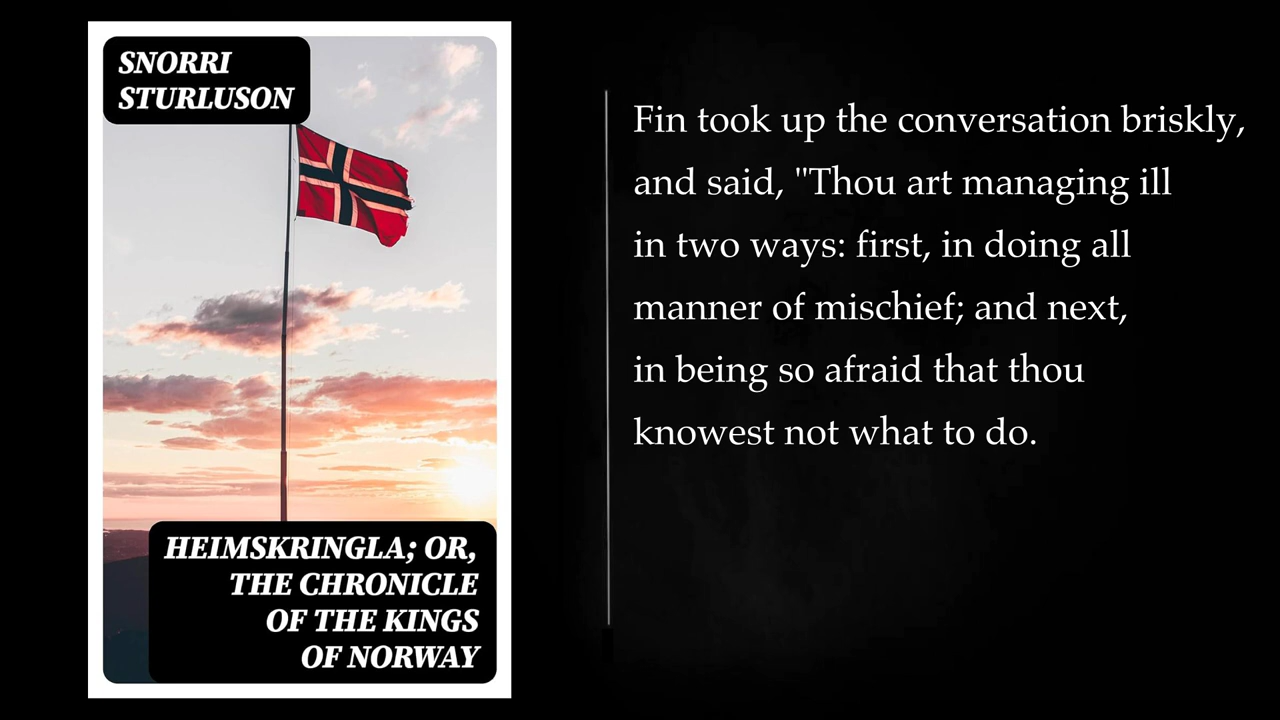 SNORRI
STURLUSON
HEIMSKRINGLA; OR,
THE CHRONICLE
OF THE KINGS
OF NORWAY
Fin took up the conversation briskly,
and said, "Thou art managing ill
in two ways: first, in doing all
manner of mischief; and next,
in being so afraid that thou
knowest not what to do.